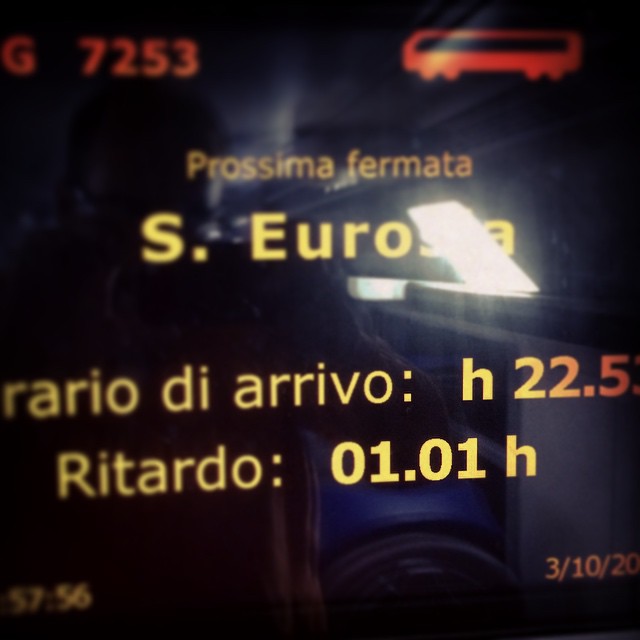 G 7253
Prossima fermata
S.
rario di arrivo: h 22.5
Ritardo: 01.01 h
:57:56
3/10/20